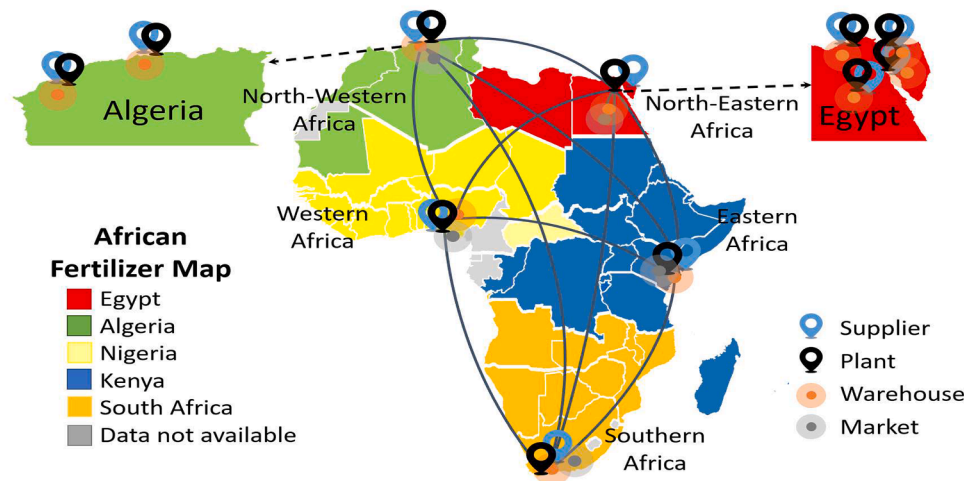 Algeria
North-Western
Africa
North-Eastern
Africa
Egypt
Western
Africa
Eastern
Africa
African
Fertilizer Map
Egypt
Algeria
Nigeria
Kenya
South Africa
Data not available
Southern
Africa
Supplier
Plant
Warehouse
Market